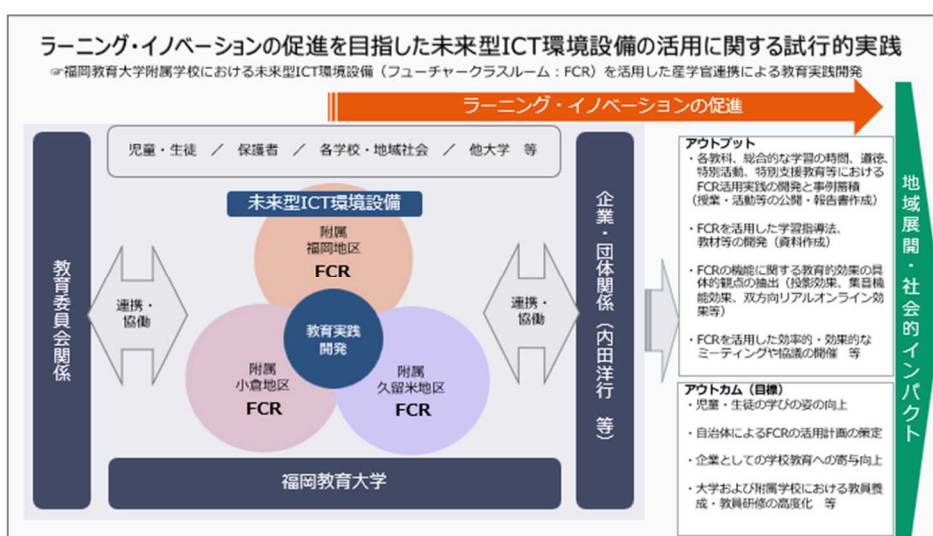 ラーニング・イノベーションの促進を目指した未来型ICT環境設備の活用に関する試行的実践
☞福岡教育大学附属学校における未来型ICT環境設備（フューチャークラスルーム：FCR）を活用した産学官連携による教育実践開発
ラーニング・イノベーションの促進
児童・生徒 ／ 保護者 ／ 各学校・地域社会 ／ 他大学 等
未来型ICT環境設備
教育委員会関係
連携・
協働
附属
福岡地区
FCR
教育実践
開発
附属
小倉地区
FCR
附属
久留米地区
FCR
連携・
協働
企業・団体関係（内田洋行 等）
福岡教育大学
アウトプット
・各教科、総合的な学習の時間、道徳、
特別活動、特別支援教育等における
FCR活用実践の開発と事例蓄積
（授業・活動等の公開・報告書作成）
・FCRを活用した学習指導法、
教材等の開発（資料作成）
・FCRの機能に関する教育的効果の具
体的観点の抽出（投影効果、集音機
能効果、双方向リアルオンライン効
果等）
・FCRを活用した効率的・効果的な
ミーティングや協議の開催 等
アウトカム（目標）
・児童・生徒の学びの姿の向上
・自治体によるFCRの活用計画の策定
・企業としての学校教育への寄与向上
・大学および附属学校における教員養
成・教員研修の高度化 等
地域展開・社会的インパクト